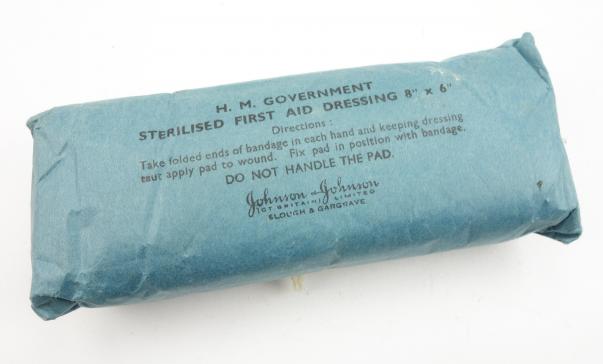 H. M. GOVERNMENT
STERILISED FIRST AID DRESSING 8" x 6"
Directions :
Take folded ends of bandage in each hand and keeping dressing
taut apply pad to wound. Fix pad in position with bandage.
DO NOT HANDLE THE PAD.
Johnson & Johnson
(GT BRITAIN) LIMITED
SLOUGH & GARGRAVE